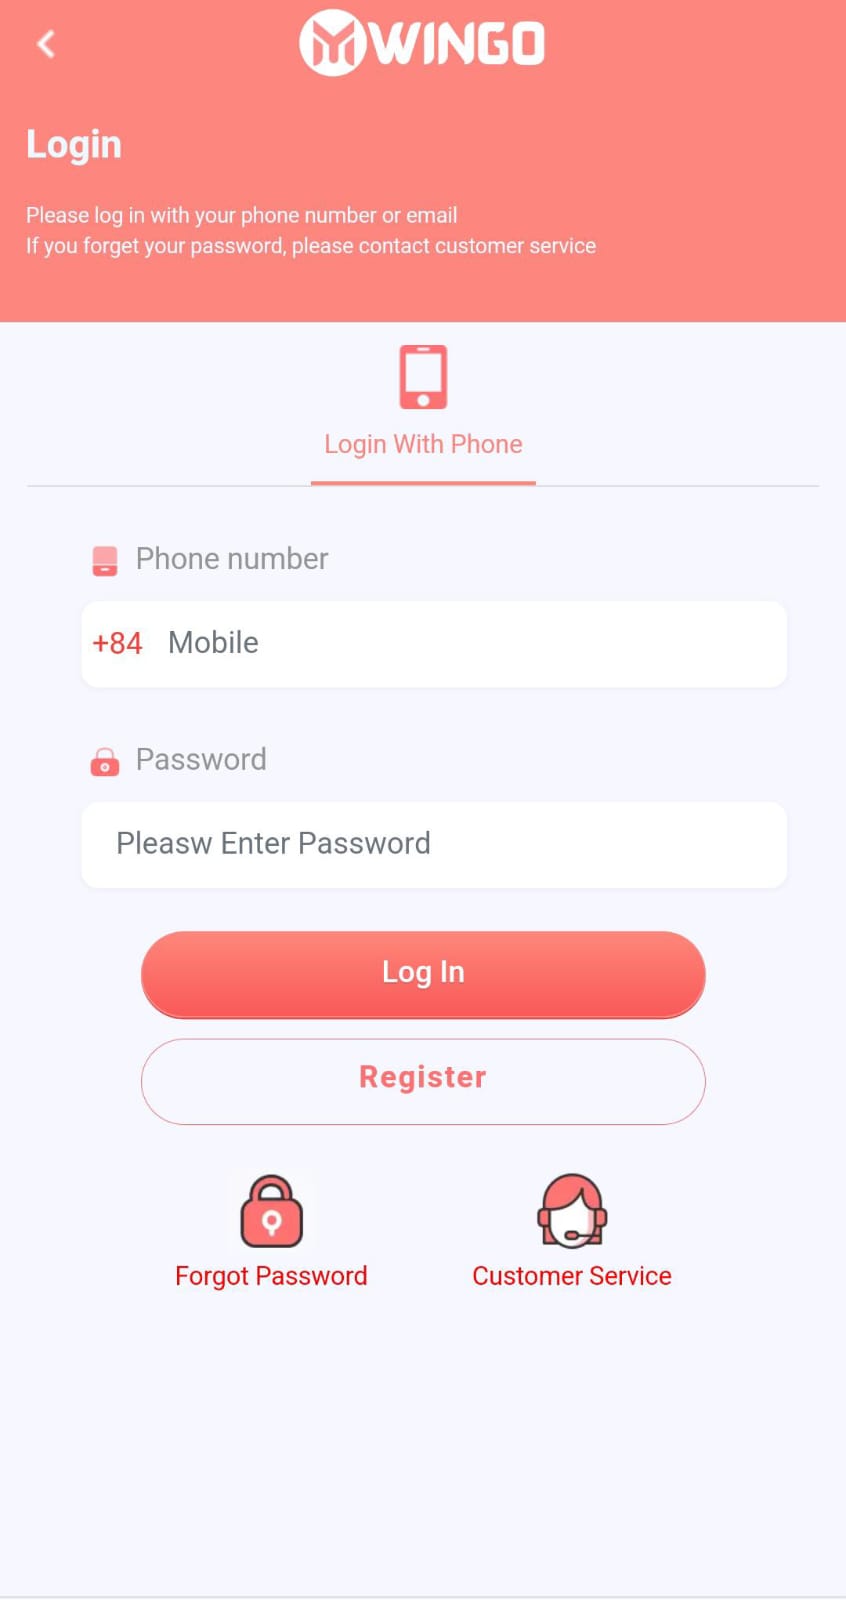 WINGO
Login
Please log in with your phone number or email
If you forget your password, please contact customer service
Login With Phone
Phone number
+84 Mobile
Password
Pleasw Enter Password
Log In
Register
Forgot Password
Customer Service